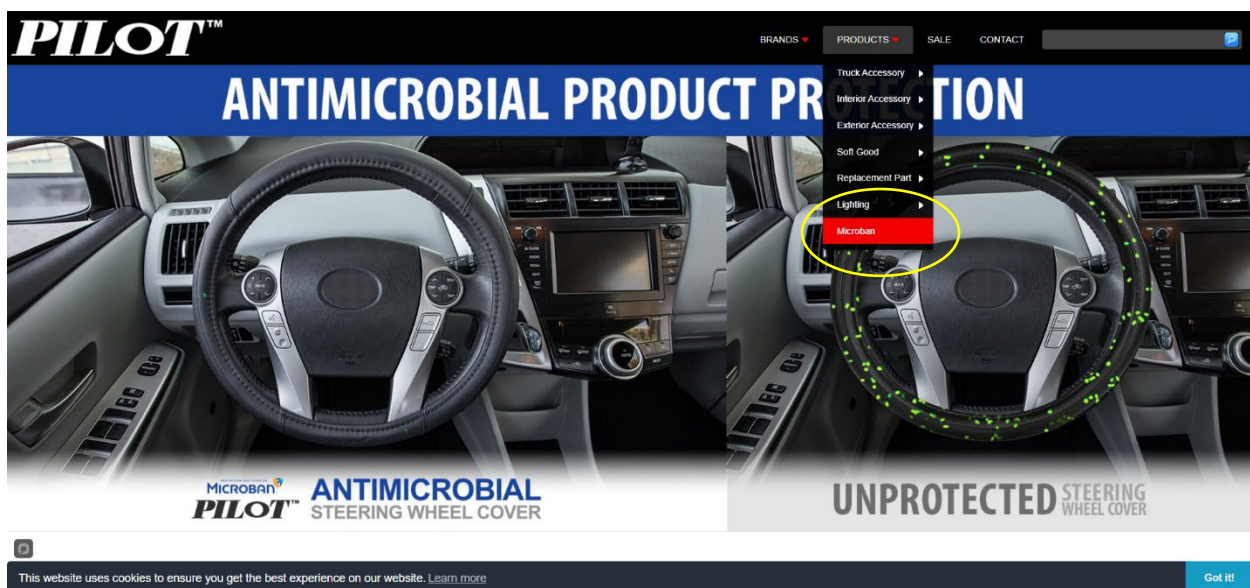 PILOT™
BRANDS
PRODUCTS
SALE
CONTACT
Truck Accessory
Interior Accessory
Exterior Accessory
Soft Good
Replacement Part
Lighting
Microban
ANTIMICROBIAL PRODUCT PR TION
MICROBAN
PILOT™
ANTIMICROBIAL
STEERING WHEEL COVER
UNPROTECTED STEERING
WHEEL COVER
This website uses cookies to ensure you get the best experience on our website. Learn more
Got it!